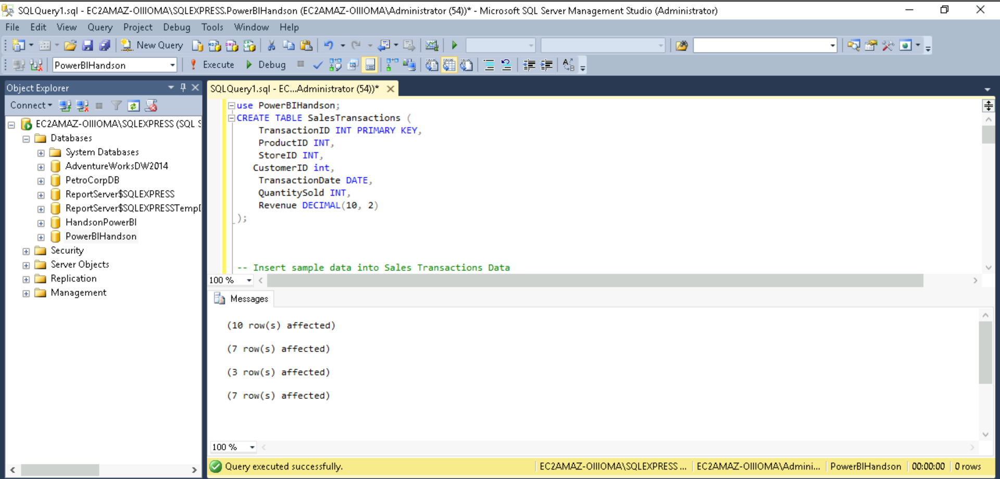 SQLQuery1.sql - EC2AMAZ-OIIIOMA\SQLEXPRESS.PowerBIHandson (EC2AMAZ-OIIIOMA\Administrator (54))* - Microsoft SQL Server Management Studio (Administrator)
File Edit View Query Project Debug Tools Window Help
New Query
PowerBIHandson
Execute Debug
Object Explorer
Connect
EC2AMAZ-OIIIOMA\SQLEXPRESS (SQL S
Databases
System Databases
AdventureWorksDW2014
PetroCorpDB
ReportServer$SQLEXPRESS
ReportServer$SQLEXPRESSTemp
HandsonPowerBI
PowerBIHandson
Security
Server Objects
Replication
Management
SQLQuery1.sql - EC...Administrator (54))*
use PowerBIHandson;
CREATE TABLE SalesTransactions (
TransactionID INT PRIMARY KEY,
ProductID INT,
StoreID INT,
CustomerID int,
TransactionDate DATE,
QuantitySold INT,
Revenue DECIMAL(10, 2)
);
-- Insert sample data into Sales Transactions Data
100 %
Messages
(10 row(s) affected)
(7 row(s) affected)
(3 row(s) affected)
(7 row(s) affected)
100 %
Query executed successfully.
EC2AMAZ-OIIIOMA\SQLEXPRESS ... EC2AMAZ-OIIIOMA\Admini... PowerBIHandson 00:00:00 0 rows